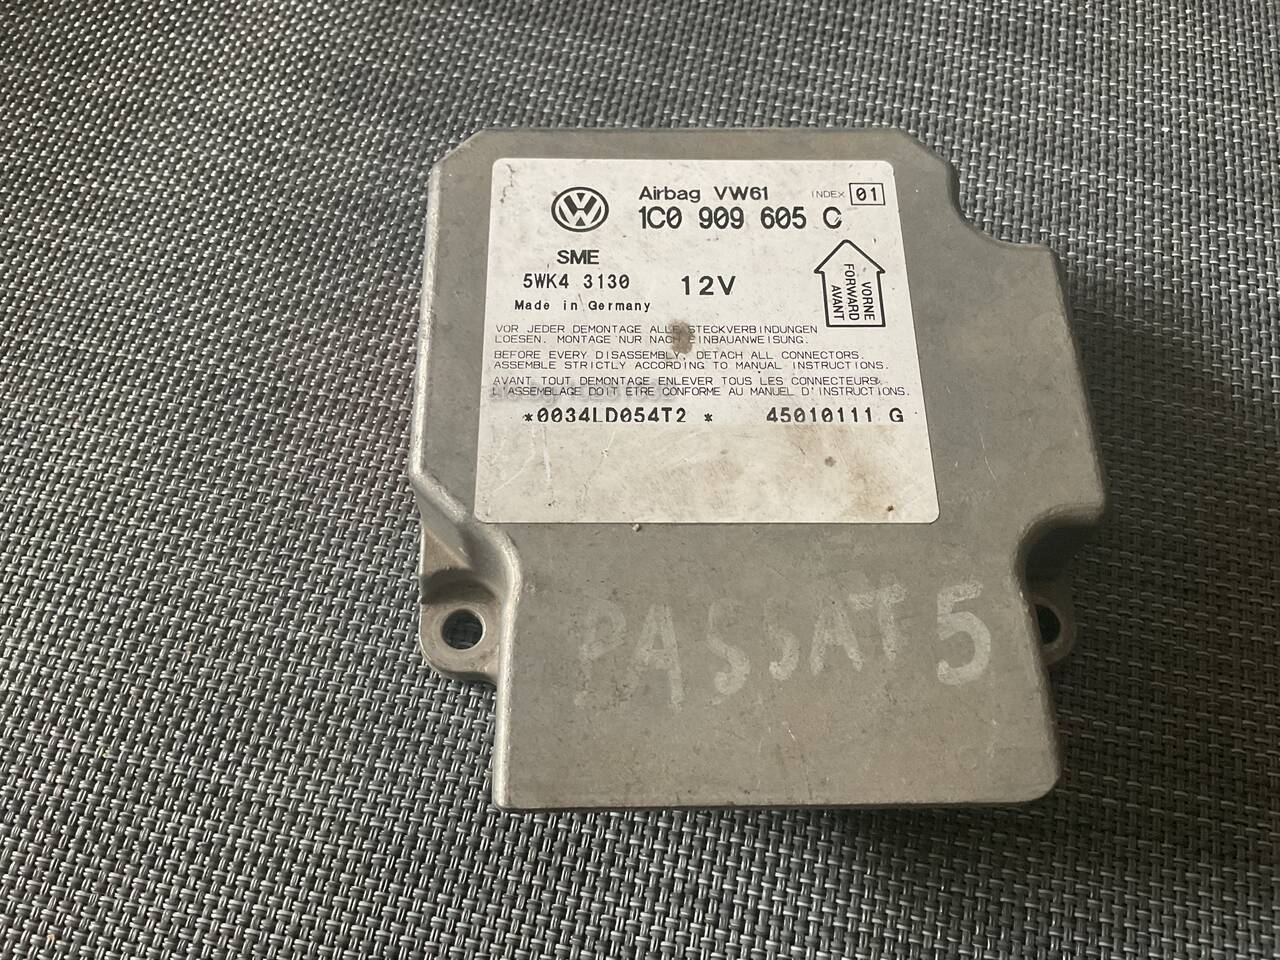 Airbag VW61 INDEX 01
1C0 909 605 C
SME
5WK4 3130 12V
Made in Germany
VORNE
FORWARD
AVANT
VOR JEDER DEMONTAGE ALLE STECKVERBINDUNGEN
LOESEN. MONTAGE NUR NACH EINBAUANWEISUNG.
BEFORE EVERY DISASSEMBLY, DETACH ALL CONNECTORS.
ASSEMBLE STRICTLY ACCORDING TO MANUAL INSTRUCTIONS.
AVANT TOUT DEMONTAGE ENLEVER TOUS LES CONNECTEURS.
L'ASSEMBLAGE DOIT ETRE CONFORME AU MANUEL D'INSTRUCTIONS.
*0034LD054T2 * 45010111 G
PASSAT 5